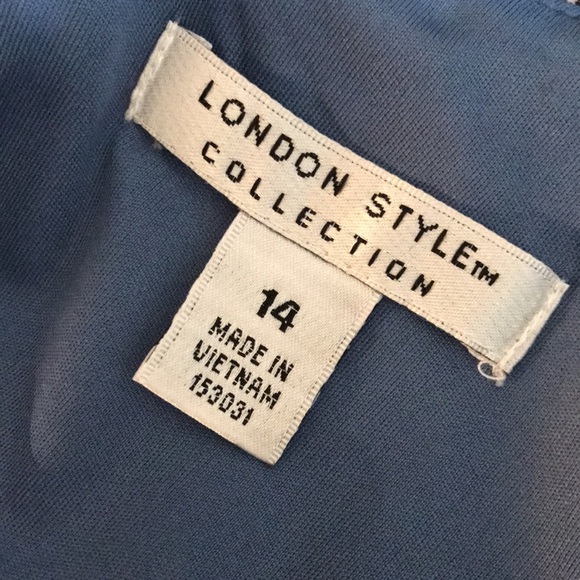 LONDON STYLE™
COLLECTION
14
MADE IN
VIETNAM
153031